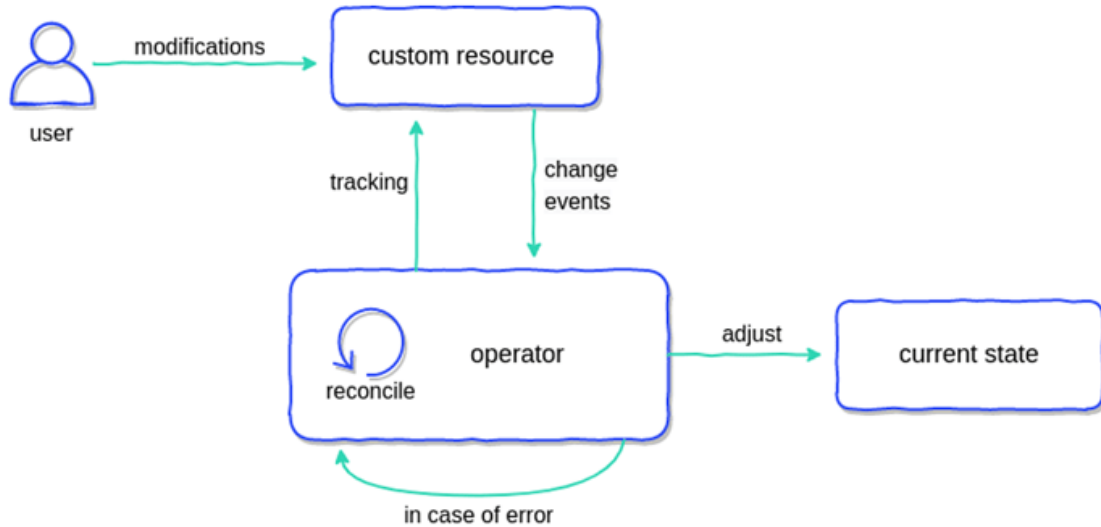 modifications
custom resource
user
tracking
change
events
reconcile
operator
adjust
current state
in case of error